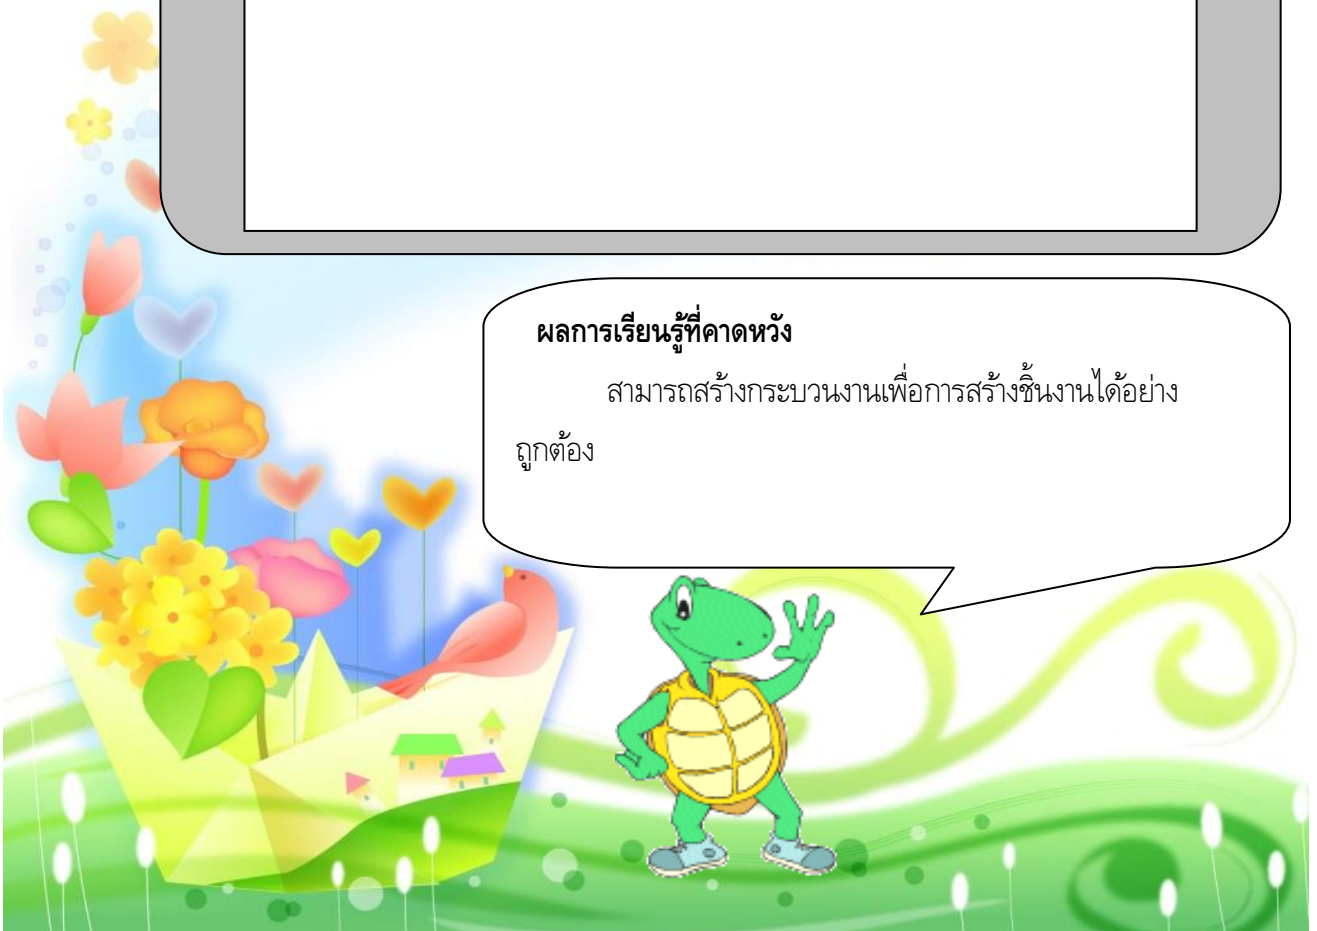 ผลการเรียนรู้ที่คาดหวัง
สามารถสร้างกระบวนงานเพื่อการสร้างชิ้นงานได้อย่าง
ถูกต้อง